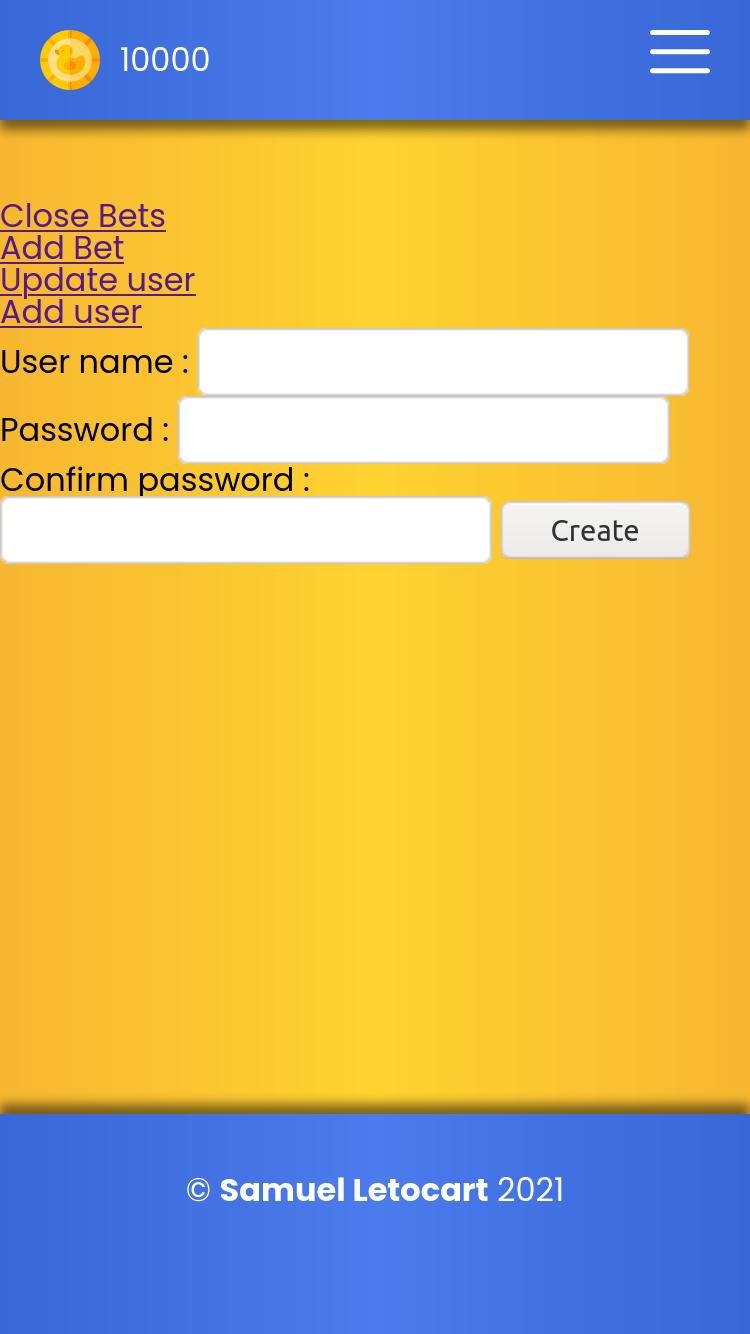 10000
Close Bets
Add Bet
Update user
Add user
User name :
Password :
Confirm password :
Create
© Samuel Letocart 2021